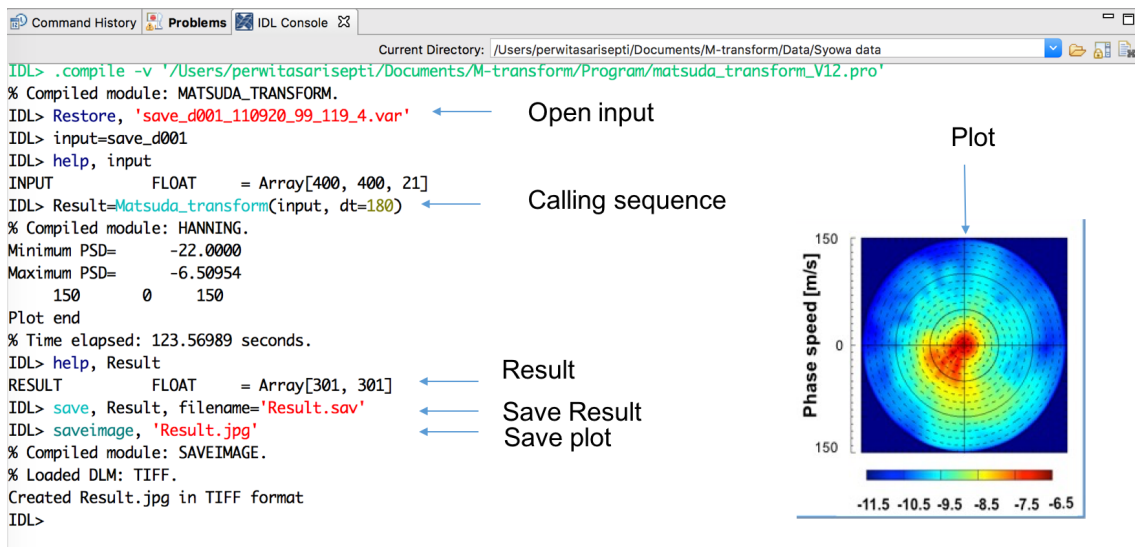 Command History Problems IDL Console
Current Directory: /Users/perwitasarisepti/Documents/M-transform/Data/Syowa data
IDL> .compile -v '/Users/perwitasarisepti/Documents/M-transform/Program/matsuda_transform_V12.pro'
% Compiled module: MATSUDA_TRANSFORM.
IDL> Restore, 'save_d001_110920_99_119_4.var'
Open input
IDL> input=save_d001
IDL> help, input
INPUT FLOAT = Array[400, 400, 21]
IDL> Result=Matsuda_transform(input, dt=180)
Calling sequence
% Compiled module: HANNING.
Minimum PSD= -22.0000
Maximum PSD= -6.50954
150 0 150
Plot end
% Time elapsed: 123.56989 seconds.
IDL> help, Result
RESULT FLOAT = Array[301, 301]
Result
IDL> save, Result, filename='Result.sav'
Save Result
IDL> saveimage, 'Result.jpg'
Save plot
% Compiled module: SAVEIMAGE.
% Loaded DLM: TIFF.
Created Result.jpg in TIFF format
IDL>
Plot
Phase speed [m/s]
150
0
150
-11.5 -10.5 -9.5 -8.5 -7.5 -6.5